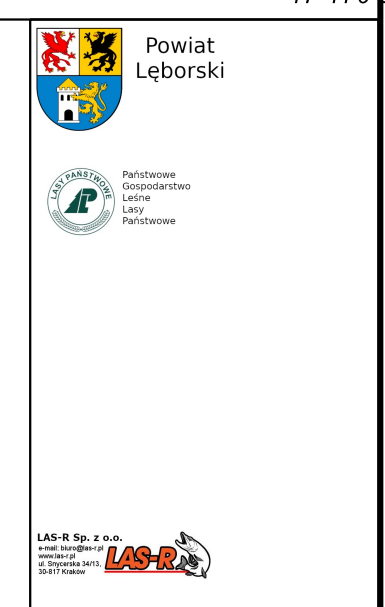 Powiat
Lęborski
LASY PAŃSTWOWE
Państwowe
Gospodarstwo
Leśne
Lasy
Państwowe
LAS-R Sp. z o.o.
e-mail: biuro@las-r.pl
www.las-r.pl
ul. Snycerska 34/13,
30-817 Kraków
LAS-R